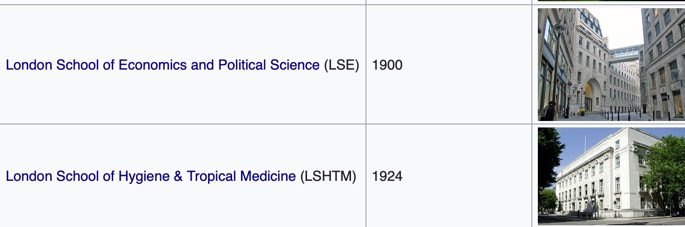 London School of Economics and Political Science (LSE) 1900
London School of Hygiene & Tropical Medicine (LSHTM) 1924